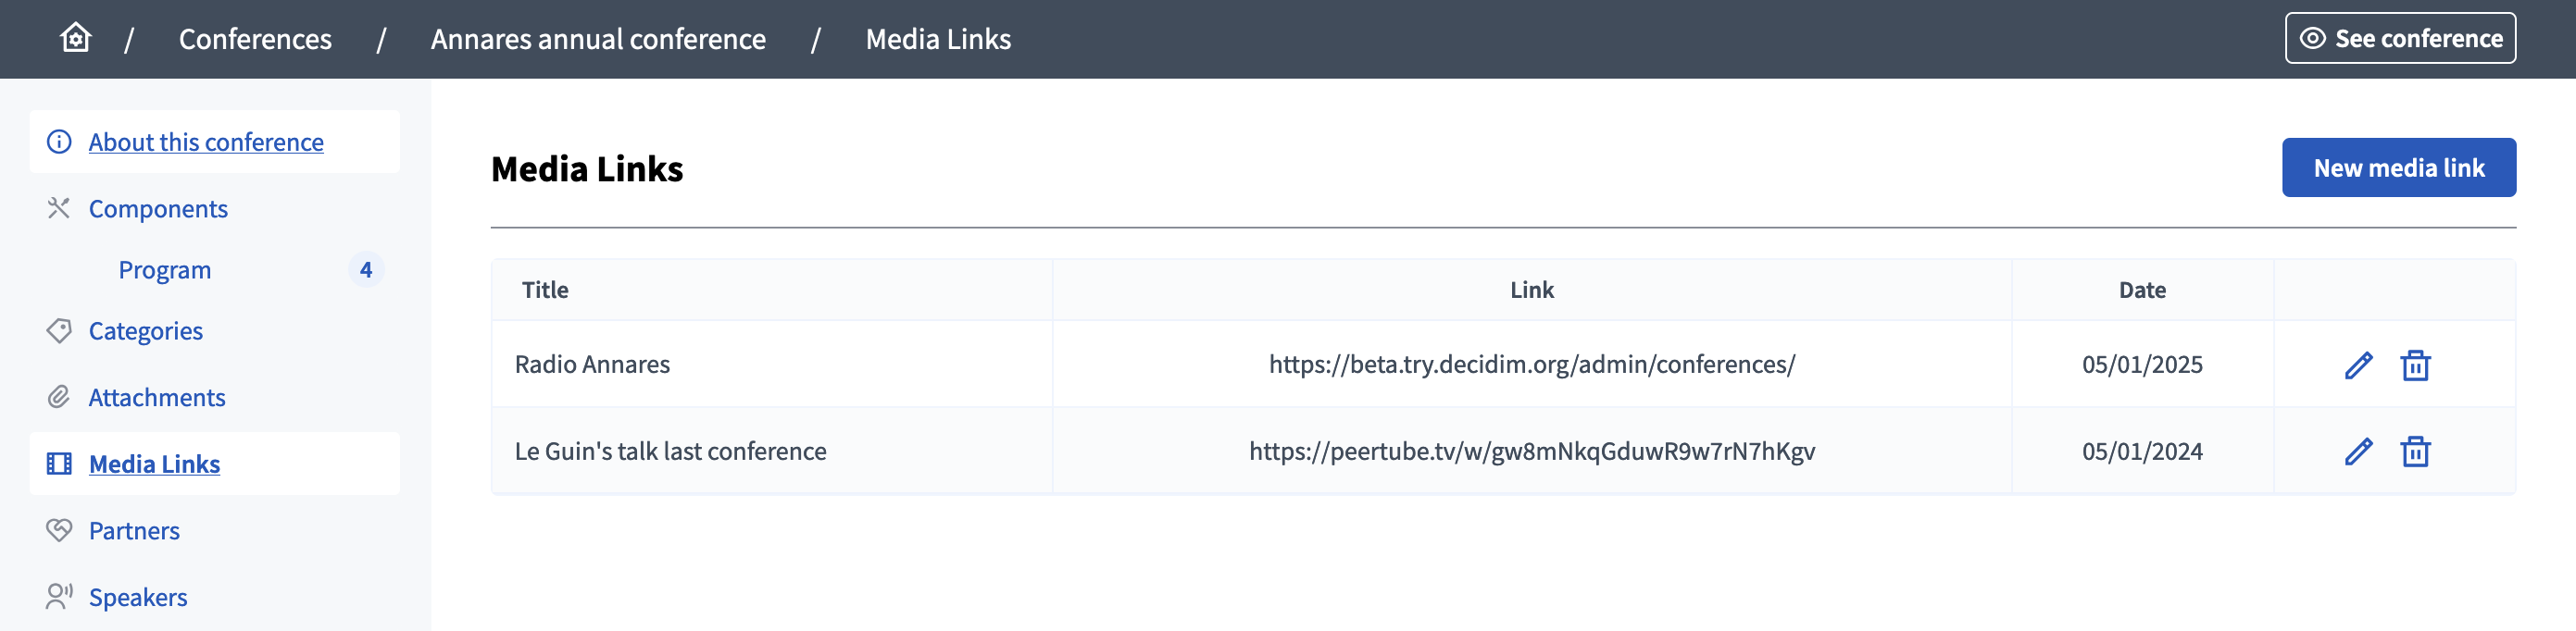 / Conferences / Annares annual conference / Media Links
See conference
About this conference
Components
Program 4
Categories
Attachments
Media Links
Partners
Speakers
Media Links
New media link
Title Link Date
Radio Annares https://beta.try.decidim.org/admin/conferences/ 05/01/2025
Le Guin's talk last conference https://peertube.tv/w/gw8mNkqGduwR9w7rN7hKgv 05/01/2024